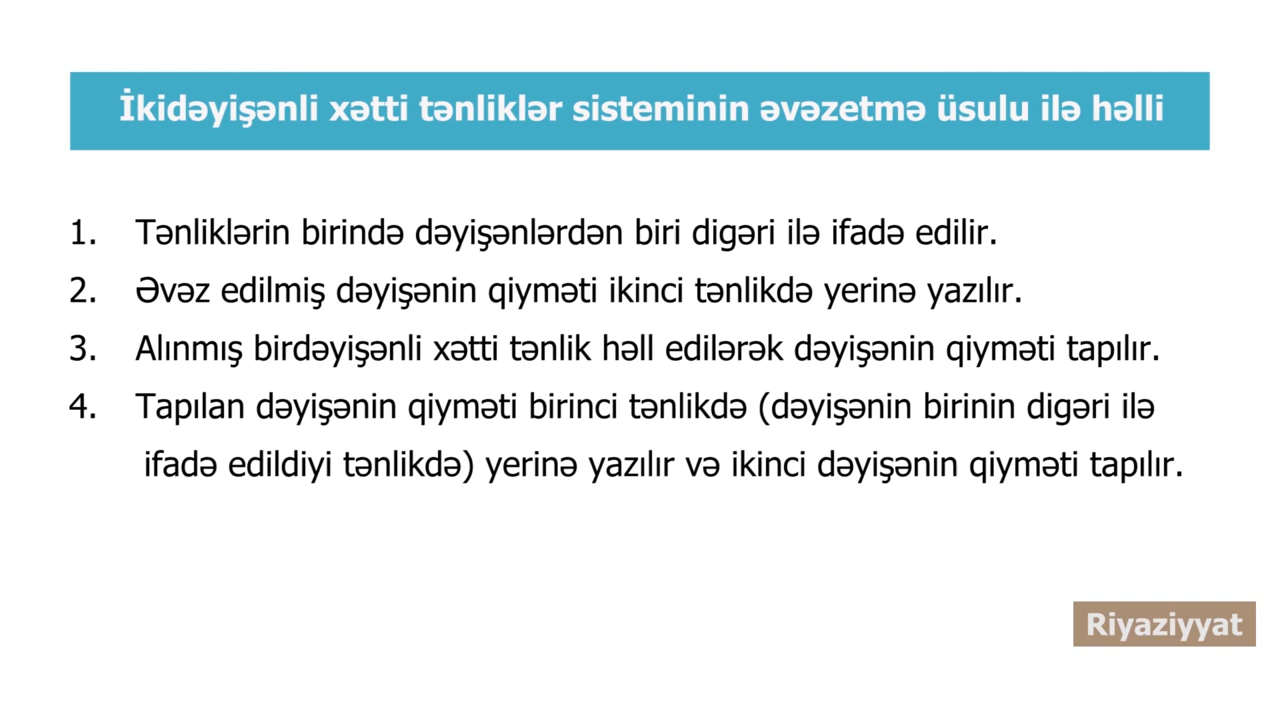 İkidəyişənli xətti tənliklər sisteminin əvəzetmə üsulu ilə həlli
1. Tənliklərin birində dəyişənlərdən biri digəri ilə ifadə edilir.
2. Əvəz edilmiş dəyişənin qiyməti ikinci tənlikdə yerinə yazılır.
3. Alınmış birdəyişənli xətti tənlik həll edilərək dəyişənin qiyməti tapılır.
4. Tapılan dəyişənin qiyməti birinci tənlikdə (dəyişənin birinin digəri ilə
ifadə edildiyi tənlikdə) yerinə yazılır və ikinci dəyişənin qiyməti tapılır.
Riyaziyyat